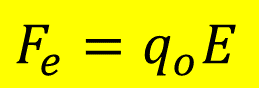 Fₑ = qₒE